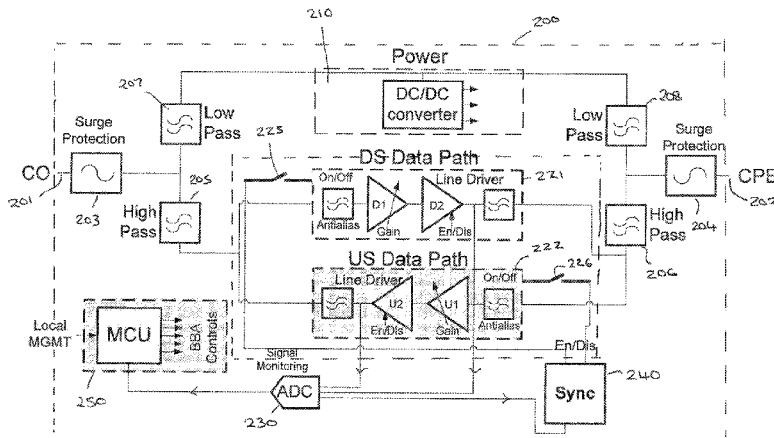 210
200
Power
207
DC/DC
converter
208
Low
Pass
Low
Pass
Surge
Protection
Surge
Protection
225
DS Data Path
CO
201
203
205
On/Off
Line Driver
221
CPE
202
204
D1
D2
High
Pass
Antialias
Gain
En/Dis
High
Pass
US Data Path
222
226
206
Line Driver
On/Off
U2
U1
En/Dis
Gain
Antialias
Local
MGMT
MCU
BBA
Controls
250
Signal
Monitoring
En/Dis
ADC
230
Sync
240